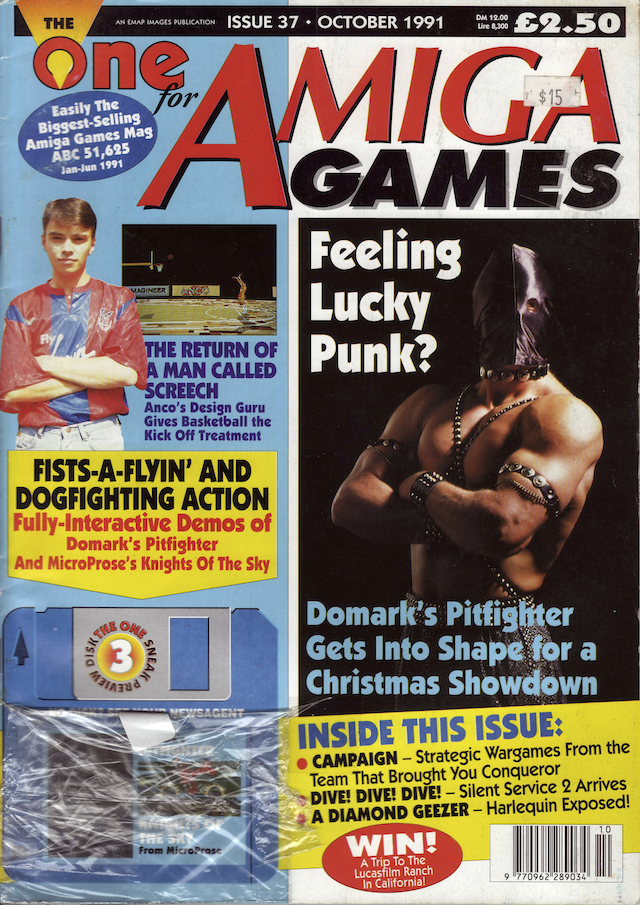 THE
One
for
AMIGA
GAMES
AN EMAP IMAGES PUBLICATION
ISSUE 37 • OCTOBER 1991
DM 12.00
Lire 8,300
£2.50
$15
Easily The
Biggest-Selling
Amiga Games Mag
ABC 51,625
Jan-Jun 1991
THE RETURN OF
A MAN CALLED
SCREECH
Anco's Design Guru
Gives Basketball the
Kick Off Treatment
Feeling
Lucky
Punk?
FISTS-A-FLYIN' AND
DOGFIGHTING ACTION
Fully-Interactive Demos of
Domark's Pitfighter
And MicroProse's Knights Of The Sky
Domark's Pitfighter
Gets Into Shape for a
Christmas Showdown
THE ONE
SNEAK PREVIEW DISK
3
NEWSAGENT
THE SKY
From MicroProse
INSIDE THIS ISSUE:
• CAMPAIGN – Strategic Wargames From the
Team That Brought You Conqueror
• DIVE! DIVE! DIVE! – Silent Service 2 Arrives
• A DIAMOND GEEZER – Harlequin Exposed!
WIN!
A Trip To The
Lucasfilm Ranch
In California!
10
9 770962 289034